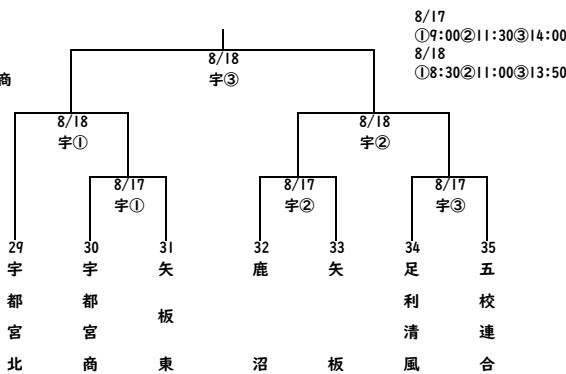 8/17
①9:00②11:30③14:00
8/18
①8:30②11:00③13:50
8/18
宇③
商
8/18
宇①
8/18
宇②
8/17
宇①
8/17
宇②
8/17
宇③
29
宇都宮北
30
宇都宮商
31
矢板東
32
鹿沼
33
矢板
34
足利清風
35
五校連合